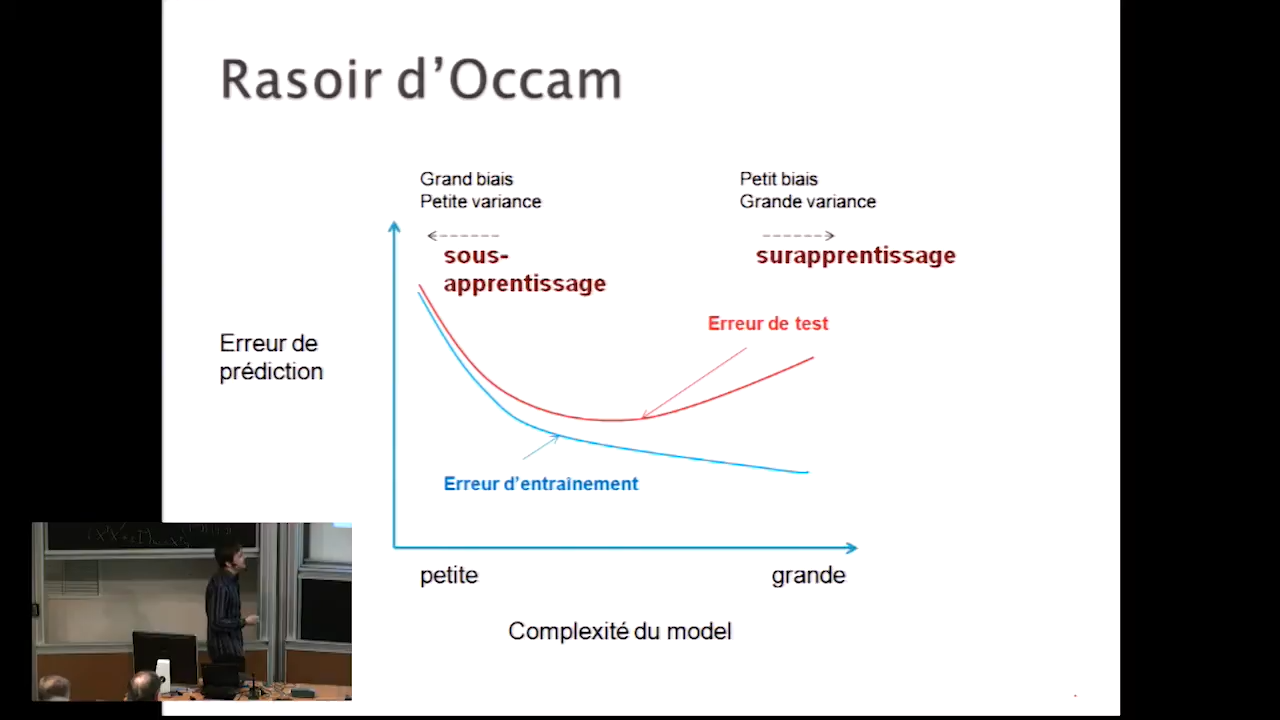 Rasoir d’Occam
Grand biais
Petite variance
Petit biais
Grande variance
sous-
apprentissage
surapprentissage
Erreur de test
Erreur de
prédiction
Erreur d’entraînement
petite
grande
Complexité du model